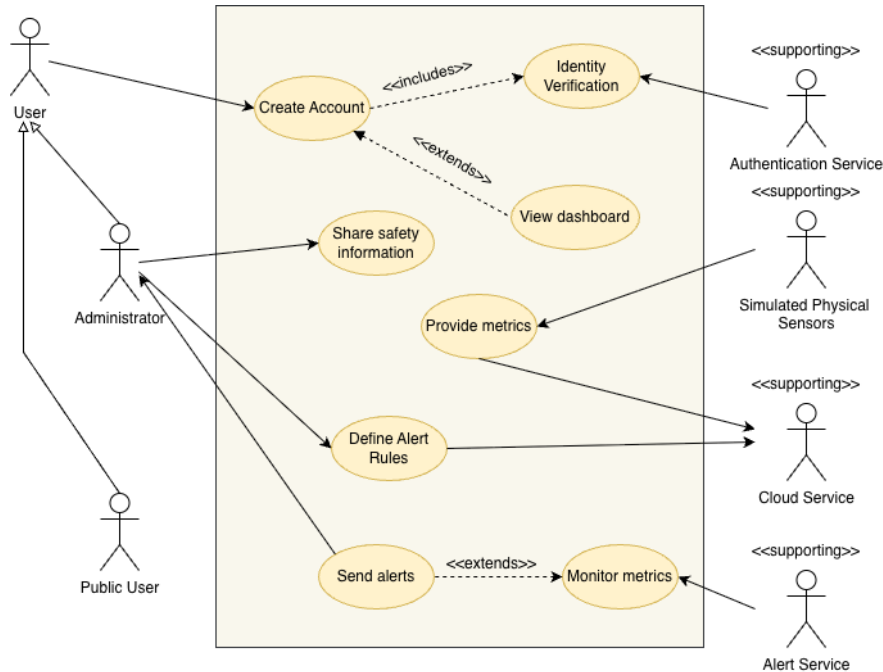 User
Create Account
<<includes>>
Identity
Verification
<<supporting>>
Authentication Service
<<extends>>
View dashboard
Share safety
information
Administrator
<<supporting>>
Simulated Physical
Sensors
Provide metrics
<<supporting>>
Cloud Service
Define Alert
Rules
Public User
Send alerts
<<extends>>
Monitor metrics
<<supporting>>
Alert Service